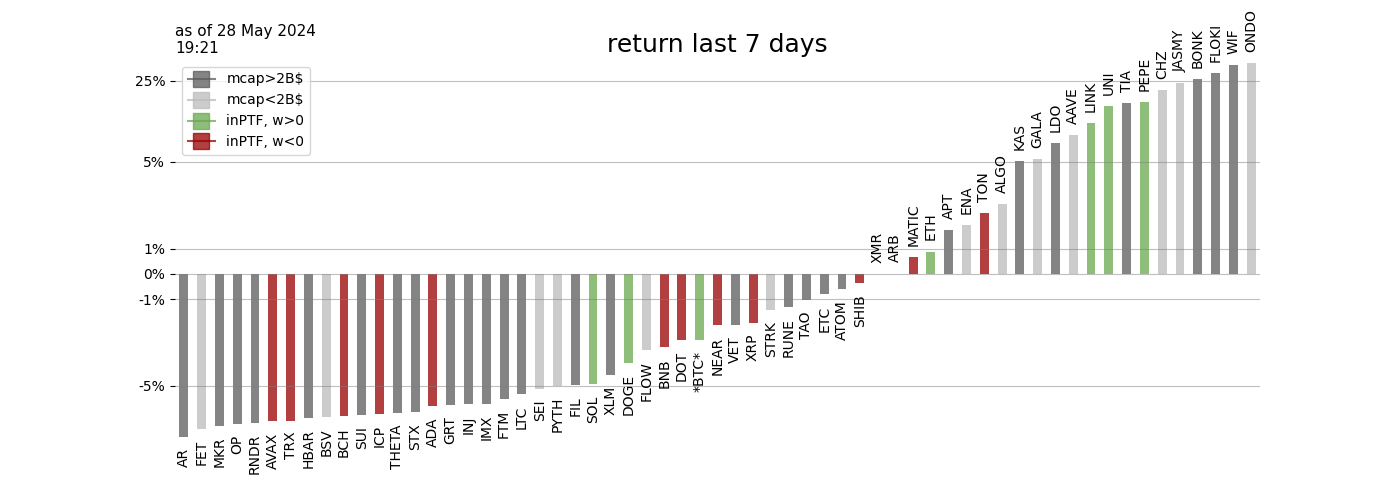 as of 28 May 2024
19:21
return last 7 days
mcap>2B$
mcap<2B$
inPTF, w>0
inPTF, w<0
25%
5%
1%
0%
-1%
-5%
AR
FET
MKR
OP
RNDR
AVAX
TRX
HBAR
BSV
BCH
SUI
ICP
THETA
STX
ADA
GRT
INJ
IMX
FTM
LTC
SEI
PYTH
FIL
SOL
XLM
DOGE
FLOW
BNB
DOT
*BTC*
NEAR
VET
XRP
STRK
RUNE
TAO
ETC
ATOM
SHIB
XMR
ARB
MATIC
ETH
APT
ENA
TON
ALGO
KAS
GALA
LDO
AAVE
LINK
UNI
TIA
PEPE
CHZ
JASMY
BONK
FLOKI
WIF
ONDO